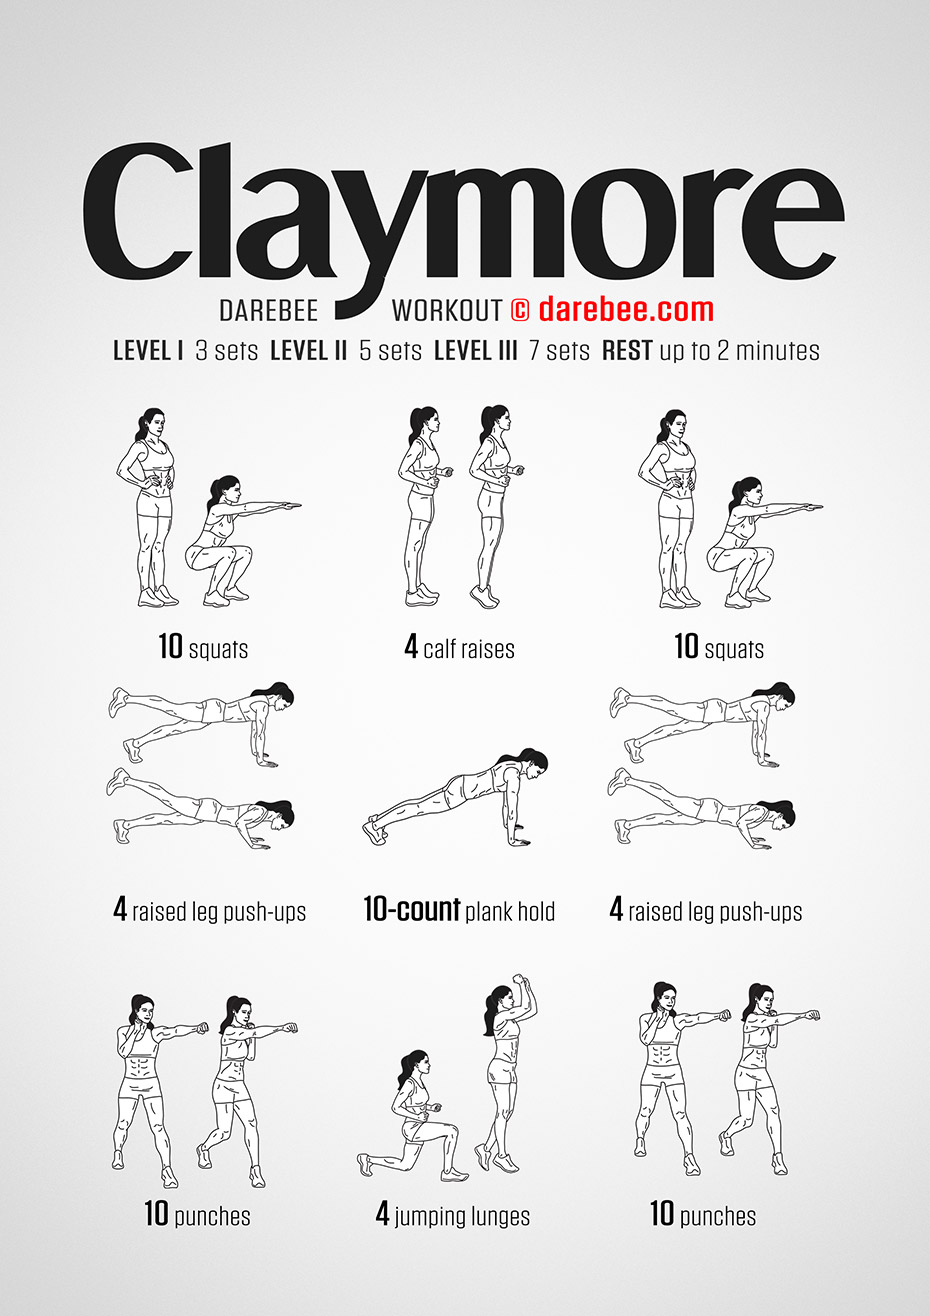 Claymore
DAREBEE WORKOUT © darebee.com
LEVEL I 3 sets LEVEL II 5 sets LEVEL III 7 sets REST up to 2 minutes
10 squats
4 calf raises
10 squats
4 raised leg push-ups
10-count plank hold
4 raised leg push-ups
10 punches
4 jumping lunges
10 punches